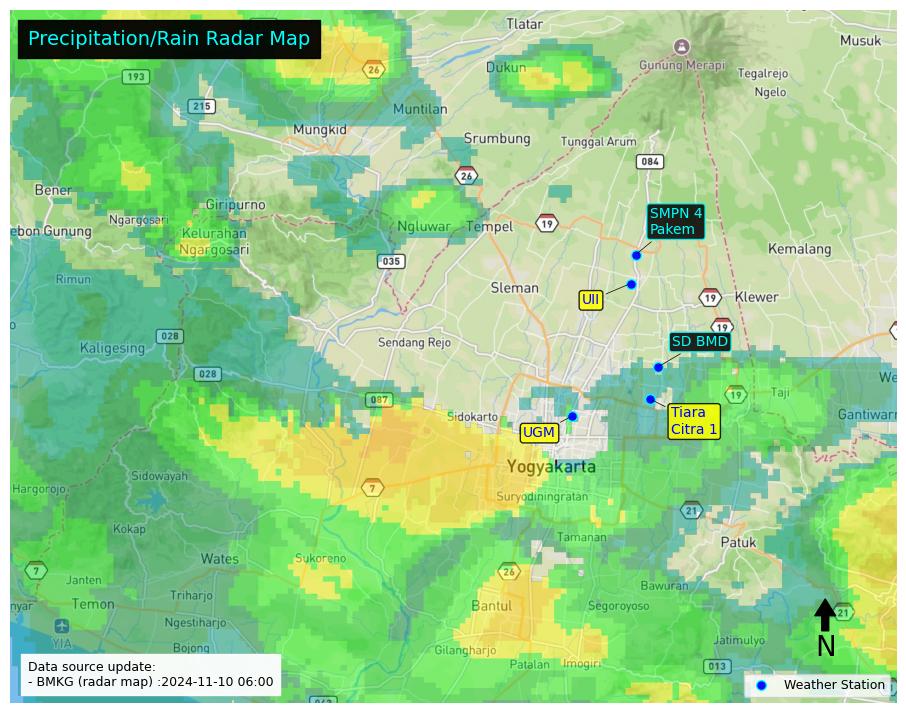 Precipitation/Rain Radar Map
Tlatar
Musuk
Gunung Merapi
Dukun
26
193
Tegalrejo
Ngelo
215
Muntilan
Mungkid
Srumbung
Tunggal Arum
084
26
Bener
Giripurno
Ngargosari
SMPN 4
Pakem
Ngluwar
Tempel
19
ebon Gunung
Kelurahan
Ngargosari
Kemalang
035
Rimun
Sleman
UII
19
Klewer
19
028
Sendang Rejo
SD BMD
Kaligesing
028
We
087
19
Taji
Sidokarto
Tiara
Citra 1
Gantiwarn
UGM
Yogyakarta
Sidowayah
Hargorojo
7
Suryodiningratan
21
Kokap
Tamanan
Patuk
Wates
Sukoreno
7
Janten
26
Bawuran
Triharjo
nyar
Temon
Bantul
Segoroyoso
21
Ngestiharjo
YIA
Bojong
Gilangharjo
Jatimulyo
N
Patalan
Imogiri
013
Data source update:
- BMKG (radar map) :2024-11-10 06:00
Weather Station